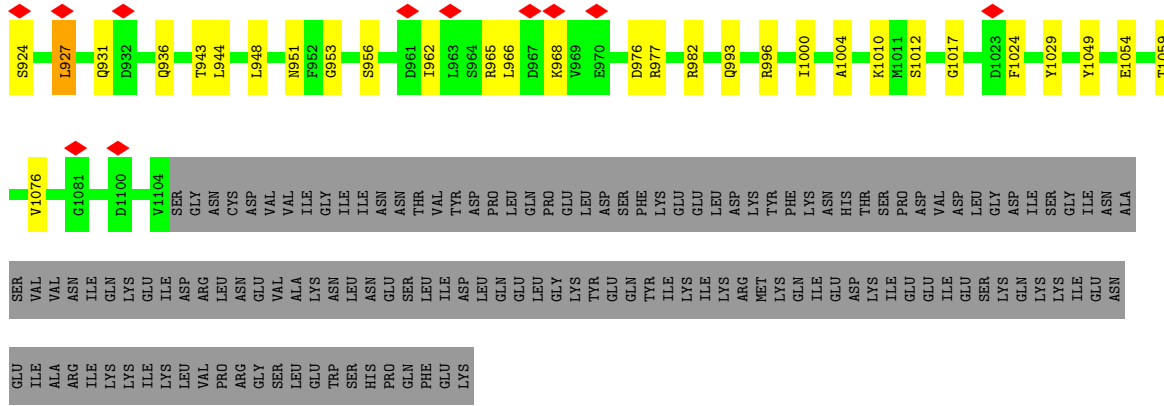 S924 L927 Q931 D932 Q936 T943 L944 L948 N951 F952 G953 S956 D961 I962 L963 S964 R965 L966 D967 K968 V969 E970 D976 R977 R982 Q993 R996 I1000 A1004 K1010 M1011 S1012 G1017 D1023 F1024 Y1029 Y1049 E1054 T1059
V1076 G1081 D1100 V1104 SER GLY ASN CYS ASP VAL VAL ILE GLY ILE ILE ASN ASN THR VAL TYR ASP PRO LEU GLN PRO GLU LEU ASP SER PHE LYS GLU GLU LEU ASP LYS TYR PHE LYS ASN HIS THR SER PRO ASP VAL ASP LEU GLY ASP ILE SER GLY ILE ASN ALA
SER VAL VAL ASN ILE GLN LYS GLU ILE ASP ARG LEU ASN GLU VAL ALA LYS ASN LEU ASN GLU SER LEU ILE ASP LEU GLN GLU LEU GLY LYS TYR GLU GLN TYR ILE LYS ILE LYS ARG MET LYS GLN ILE GLU ASP LYS ILE GLU GLU ILE GLU SER LYS GLN LYS LYS ILE GLU ASN
GLU ILE ALA ARG ILE LYS LYS ILE LYS LEU VAL PRO ARG GLY SER LEU GLU TRP SER HIS PRO GLN PHE GLU LYS